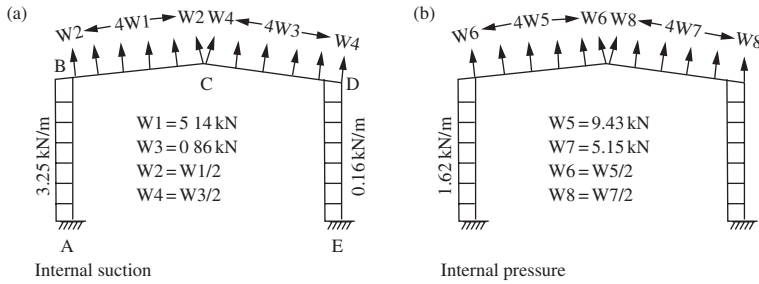 (a)
W2 4W1 W2 W4 4W3 W4
B
C
D
W1 = 5 14 kN
W3 = 0 86 kN
W2 = W1/2
W4 = W3/2
3.25 kN/m
0.16 kN/m
A
E
Internal suction
(b)
W6 4W5 W6 W8 4W7 W8
W5 = 9.43 kN
W7 = 5.15 kN
W6 = W5/2
W8 = W7/2
1.62 kN/m
Internal pressure